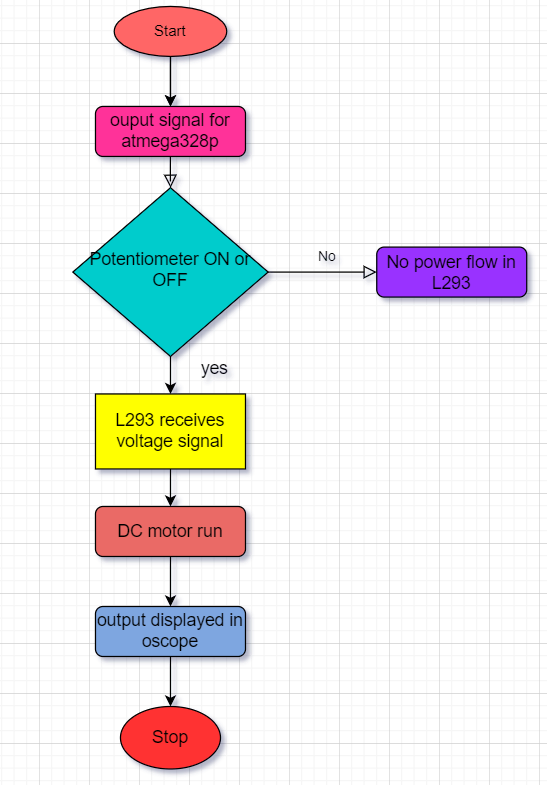 Start
ouput signal for
atmega328p
Potentiometer ON or
OFF
No
No power flow in
L293
yes
L293 receives
voltage signal
DC motor run
output displayed in
oscope
Stop